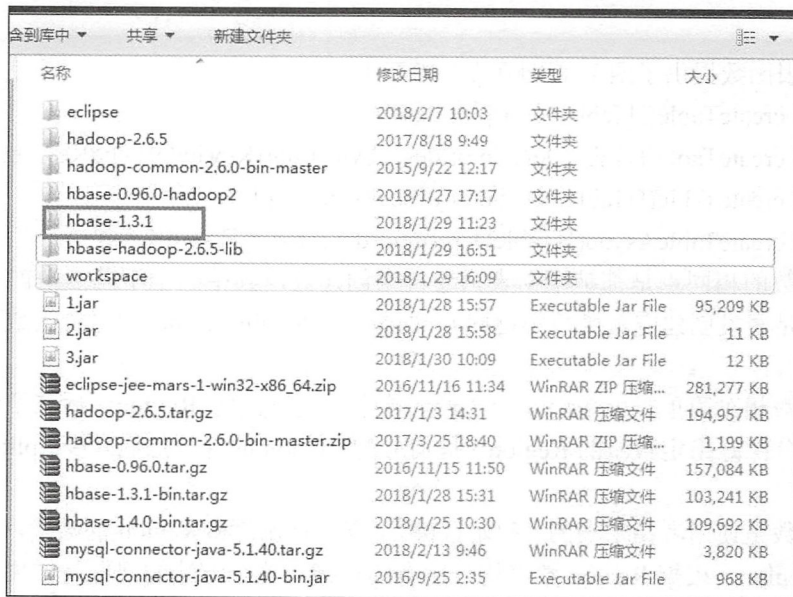 含到库中 共享 新建文件夹
名称 修改日期 类型 大小
eclipse 2018/2/7 10:03 文件夹
hadoop-2.6.5 2017/8/18 9:49 文件夹
hadoop-common-2.6.0-bin-master 2015/9/22 12:17 文件夹
hbase-0.96.0-hadoop2 2018/1/27 17:17 文件夹
hbase-1.3.1 2018/1/29 11:23 文件夹
hbase-hadoop-2.6.5-lib 2018/1/29 16:51 文件夹
workspace 2018/1/29 16:09 文件夹
1.jar 2018/1/28 15:57 Executable Jar File 95,209 KB
2.jar 2018/1/28 15:58 Executable Jar File 11 KB
3.jar 2018/1/30 10:09 Executable Jar File 12 KB
eclipse-jee-mars-1-win32-x86_64.zip 2016/11/16 11:34 WinRAR ZIP 压缩... 281,277 KB
hadoop-2.6.5.tar.gz 2017/1/3 14:31 WinRAR 压缩文件 194,957 KB
hadoop-common-2.6.0-bin-master.zip 2017/3/25 18:40 WinRAR ZIP 压缩... 1,199 KB
hbase-0.96.0.tar.gz 2016/11/15 11:50 WinRAR 压缩文件 157,084 KB
hbase-1.3.1-bin.tar.gz 2018/1/28 15:31 WinRAR 压缩文件 103,241 KB
hbase-1.4.0-bin.tar.gz 2018/1/25 10:30 WinRAR 压缩文件 109,692 KB
mysql-connector-java-5.1.40.tar.gz 2018/2/13 9:46 WinRAR 压缩文件 3,820 KB
mysql-connector-java-5.1.40-bin.jar 2016/9/25 2:35 Executable Jar File 968 KB